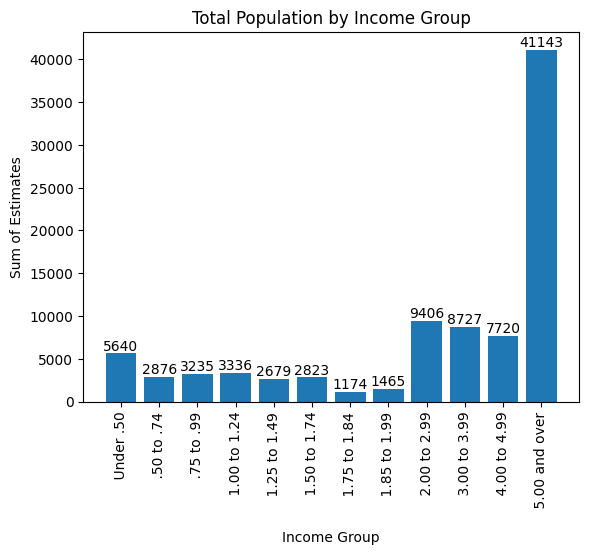 Total Population by Income Group
Sum of Estimates
40000
35000
30000
25000
20000
15000
10000
5000
0
5640
2876
3235
3336
2679
2823
1174
1465
9406
8727
7720
41143
Under .50
.50 to .74
.75 to .99
1.00 to 1.24
1.25 to 1.49
1.50 to 1.74
1.75 to 1.84
1.85 to 1.99
2.00 to 2.99
3.00 to 3.99
4.00 to 4.99
5.00 and over
Income Group